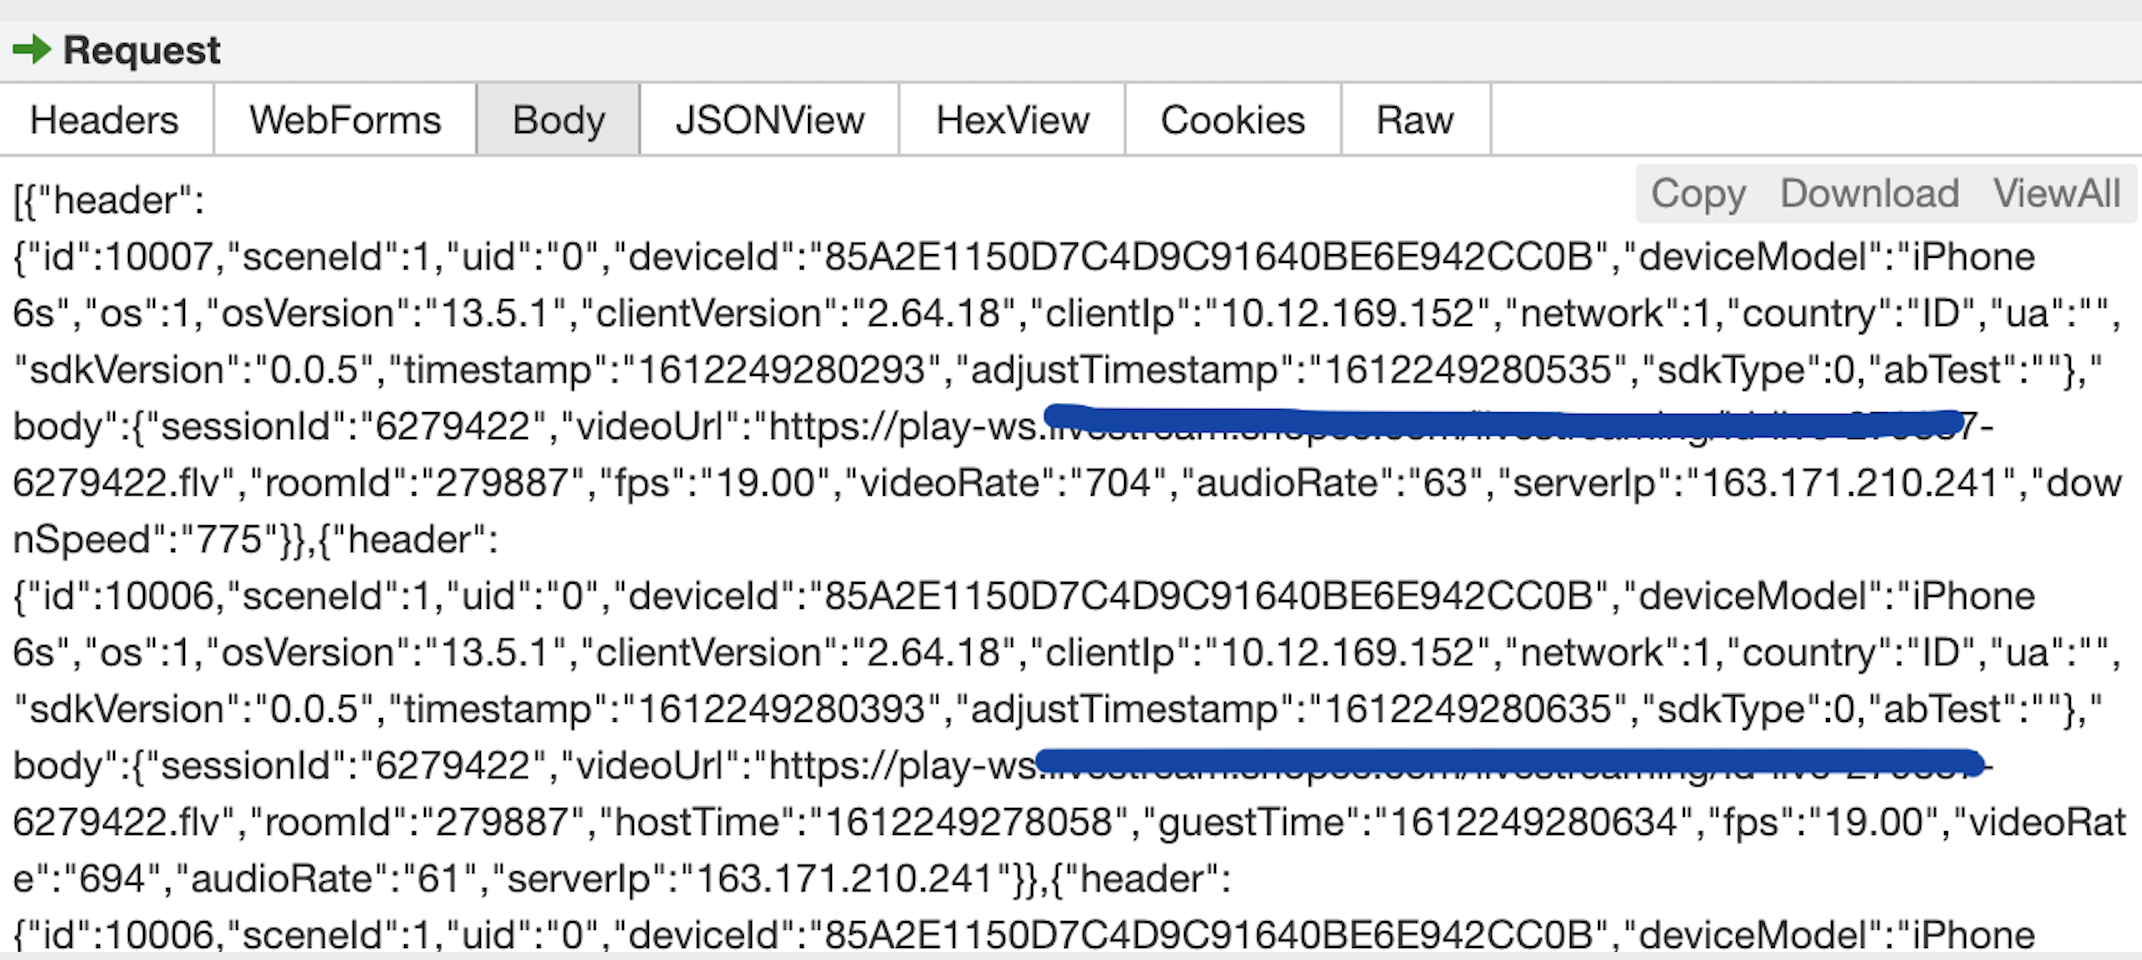 Request
Headers WebForms Body JSONView HexView Cookies Raw
Copy Download ViewAll
[{"header":
{"id":10007,"sceneId":1,"uid":"0","deviceId":"85A2E1150D7C4D9C91640BE6E942CC0B","deviceModel":"iPhone
6s","os":1,"osVersion":"13.5.1","clientVersion":"2.64.18","clientIp":"10.12.169.152","network":1,"country":"ID","ua":"",
"sdkVersion":"0.0.5","timestamp":"1612249280293","adjustTimestamp":"1612249280535","sdkType":0,"abTest":""},"
body":{"sessionId":"6279422","videoUrl":"https://play-ws.
6279422.flv","roomId":"279887","fps":"19.00","videoRate":"704","audioRate":"63","serverIp":"163.171.210.241","dow
nSpeed":"775"}},{"header":
{"id":10006,"sceneId":1,"uid":"0","deviceId":"85A2E1150D7C4D9C91640BE6E942CC0B","deviceModel":"iPhone
6s","os":1,"osVersion":"13.5.1","clientVersion":"2.64.18","clientIp":"10.12.169.152","network":1,"country":"ID","ua":"",
"sdkVersion":"0.0.5","timestamp":"1612249280393","adjustTimestamp":"1612249280635","sdkType":0,"abTest":""},"
body":{"sessionId":"6279422","videoUrl":"https://play-ws.
6279422.flv","roomId":"279887","hostTime":"1612249278058","guestTime":"1612249280634","fps":"19.00","videoRat
e":"694","audioRate":"61","serverIp":"163.171.210.241"}},{"header":
{"id":10006,"sceneId":1,"uid":"0","deviceId":"85A2E1150D7C4D9C91640BE6E942CC0B","deviceModel":"iPhone